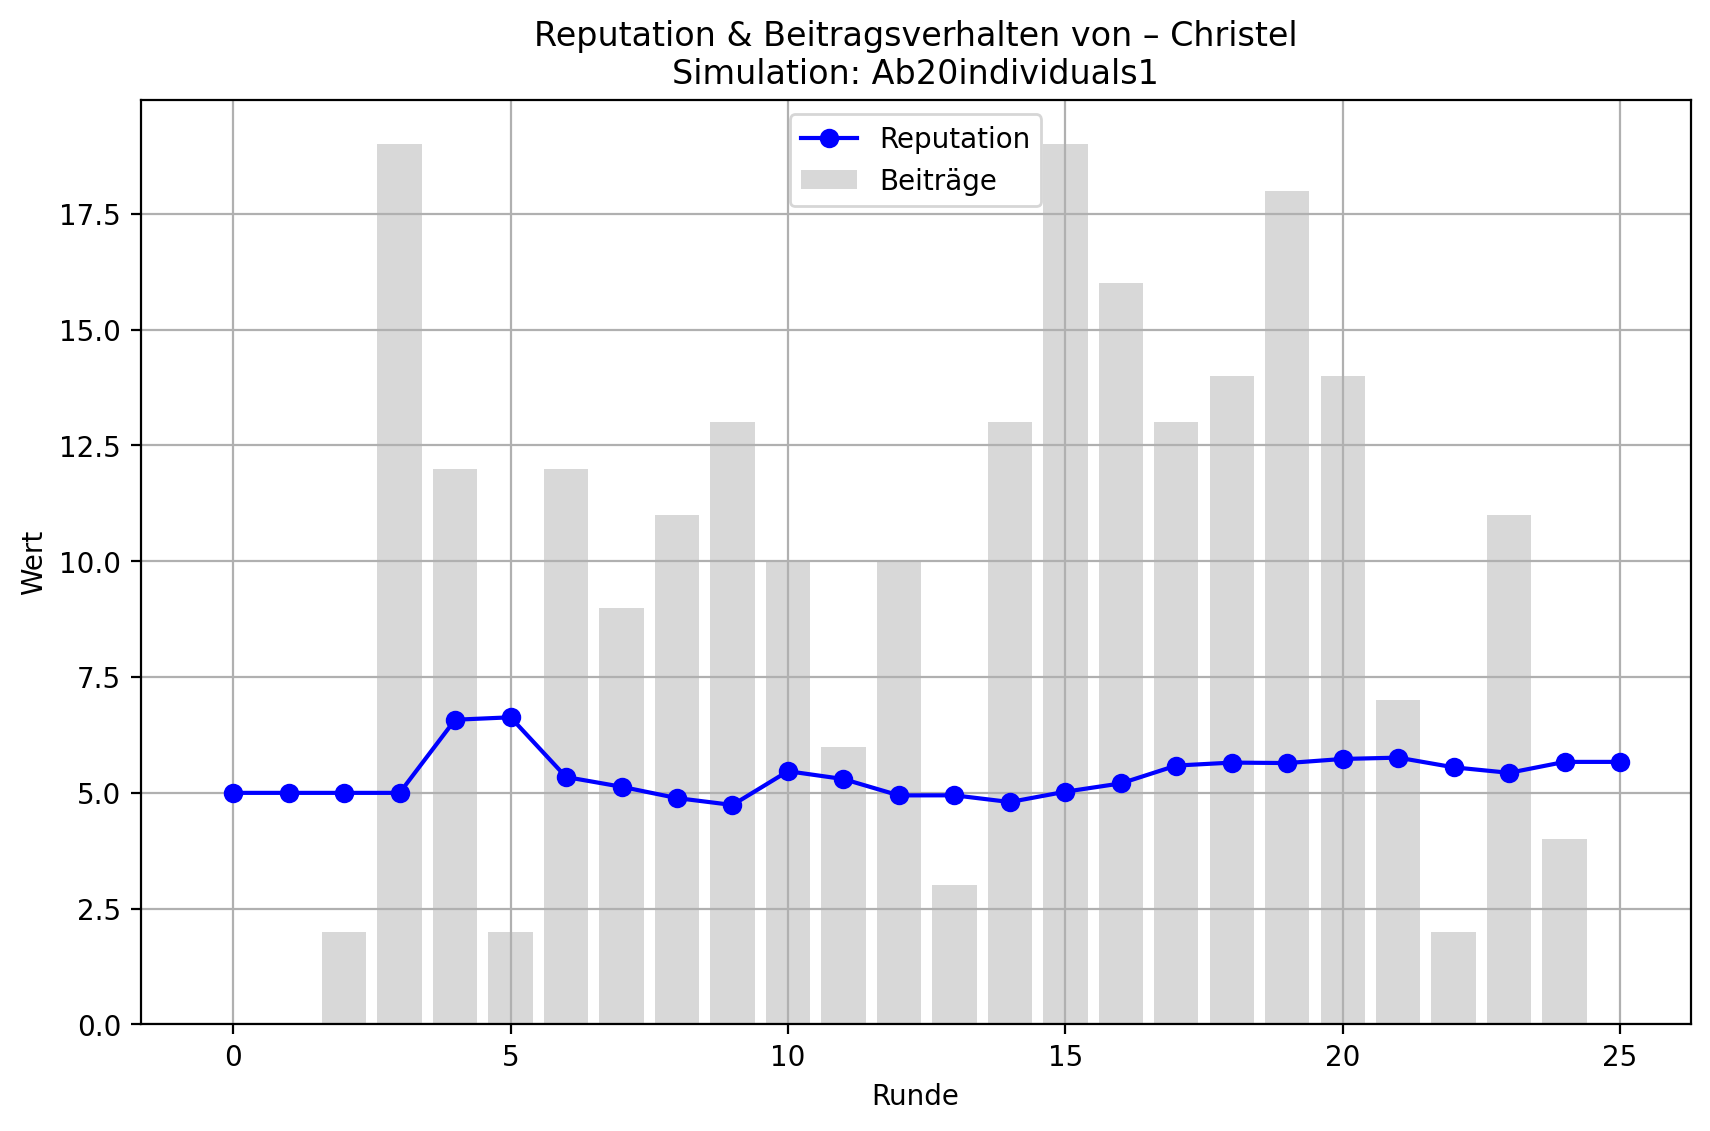 Reputation & Beitragsverhalten von – Christel
Simulation: Ab20individuals1
Reputation
Beiträge
17.5
15.0
12.5
10.0
7.5
5.0
2.5
0.0
Wert
0 5 10 15 20 25
Runde